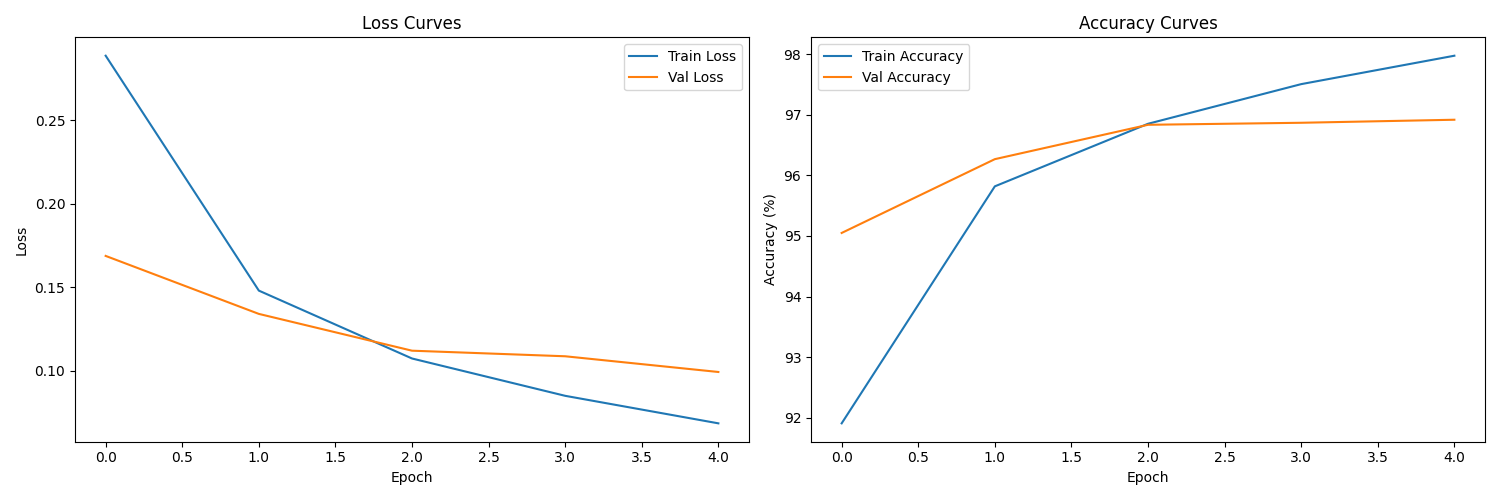 Loss Curves
Train Loss
Val Loss
0.25
0.20
0.15
0.10
Loss
0.0 0.5 1.0 1.5 2.0 2.5 3.0 3.5 4.0
Epoch
Accuracy Curves
Train Accuracy
Val Accuracy
98
97
96
95
94
93
92
Accuracy (%)
0.0 0.5 1.0 1.5 2.0 2.5 3.0 3.5 4.0
Epoch